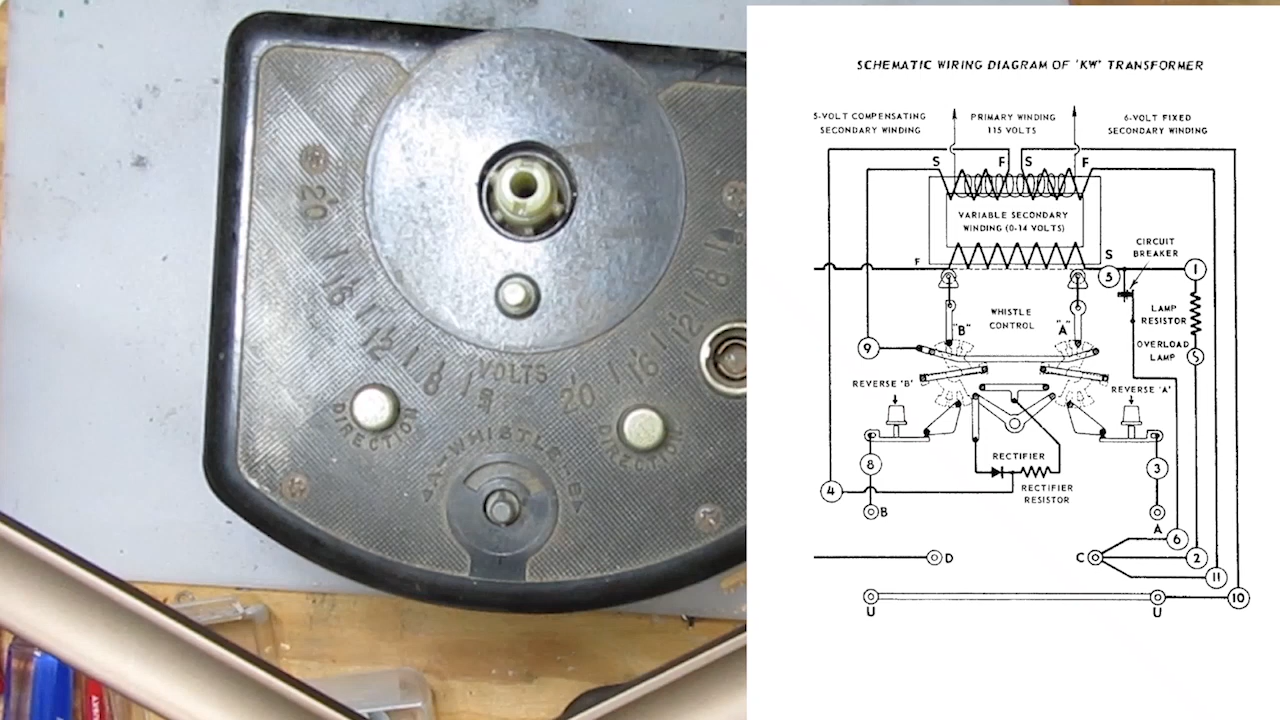 20
16
12
8
VOLTS
20
16
12
8
DIRECTION
DIRECTION
A-WHISTLE-B
SCHEMATIC WIRING DIAGRAM OF 'KW' TRANSFORMER
5-VOLT COMPENSATING
SECONDARY WINDING
PRIMARY WINDING
115 VOLTS
6-VOLT FIXED
SECONDARY WINDING
S F S F
VARIABLE SECONDARY
WINDING (0-14 VOLTS)
F S
5
1
CIRCUIT
BREAKER
WHISTLE
CONTROL
"B" "A"
LAMP
RESISTOR
OVERLOAD
LAMP
9
REVERSE 'B'
REVERSE 'A'
RECTIFIER
RECTIFIER
RESISTOR
8
3
4
B
A
6
D
C
2
11
10
U
U